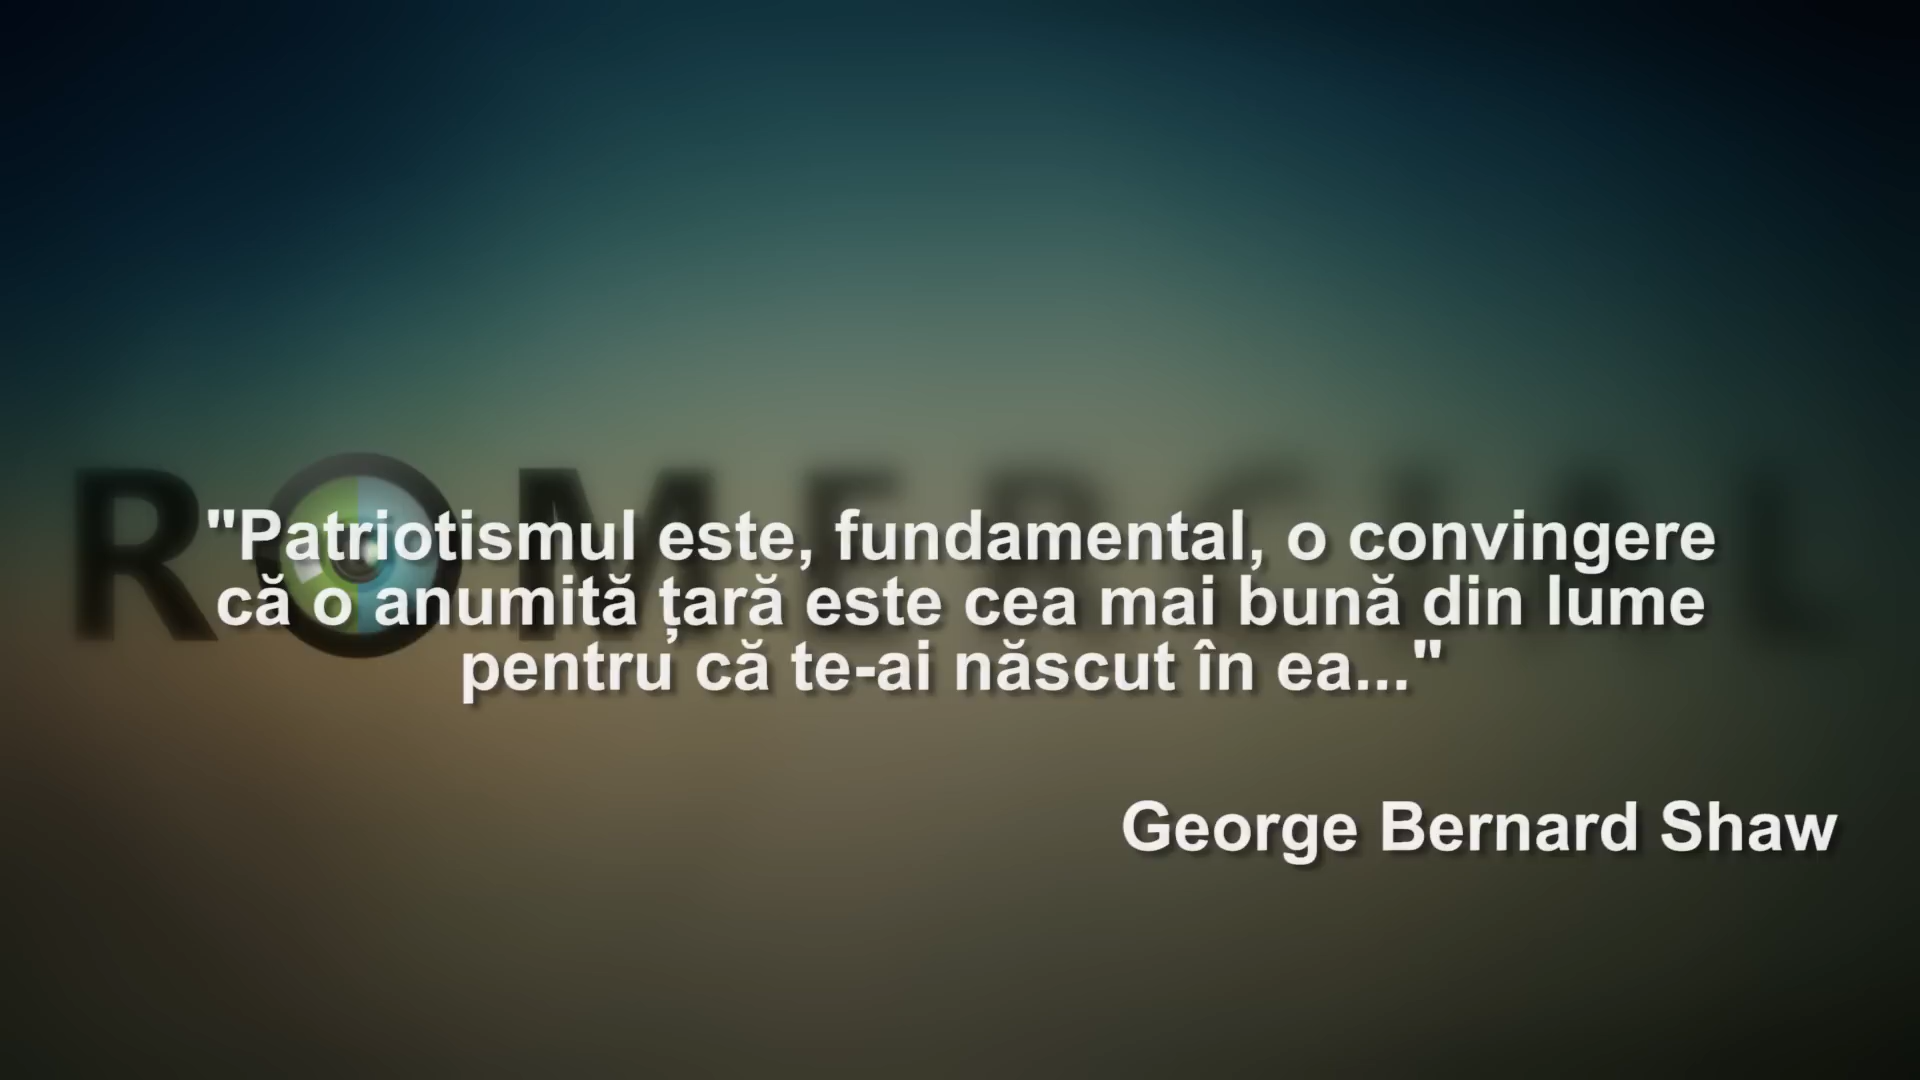 ROMERCIAL
"Patriotismul este, fundamental, o convingere
că o anumită țară este cea mai bună din lume
pentru că te-ai născut în ea..."
George Bernard Shaw